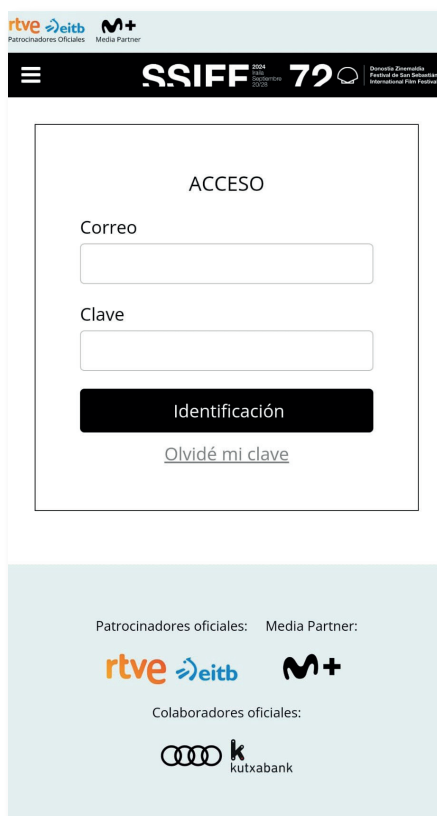 rtve eitb M+
Patrocinadores Oficiales Media Partner
SSIFF 2024 Iraila Septiembre 20/28 72 Donostia Zinemaldia
Festival de San Sebastián
International Film Festival
ACCESO
Correo
Clave
Identificación
Olvidé mi clave
Patrocinadores oficiales: Media Partner:
rtve eitb M+
Colaboradores oficiales:
k
kutxabank